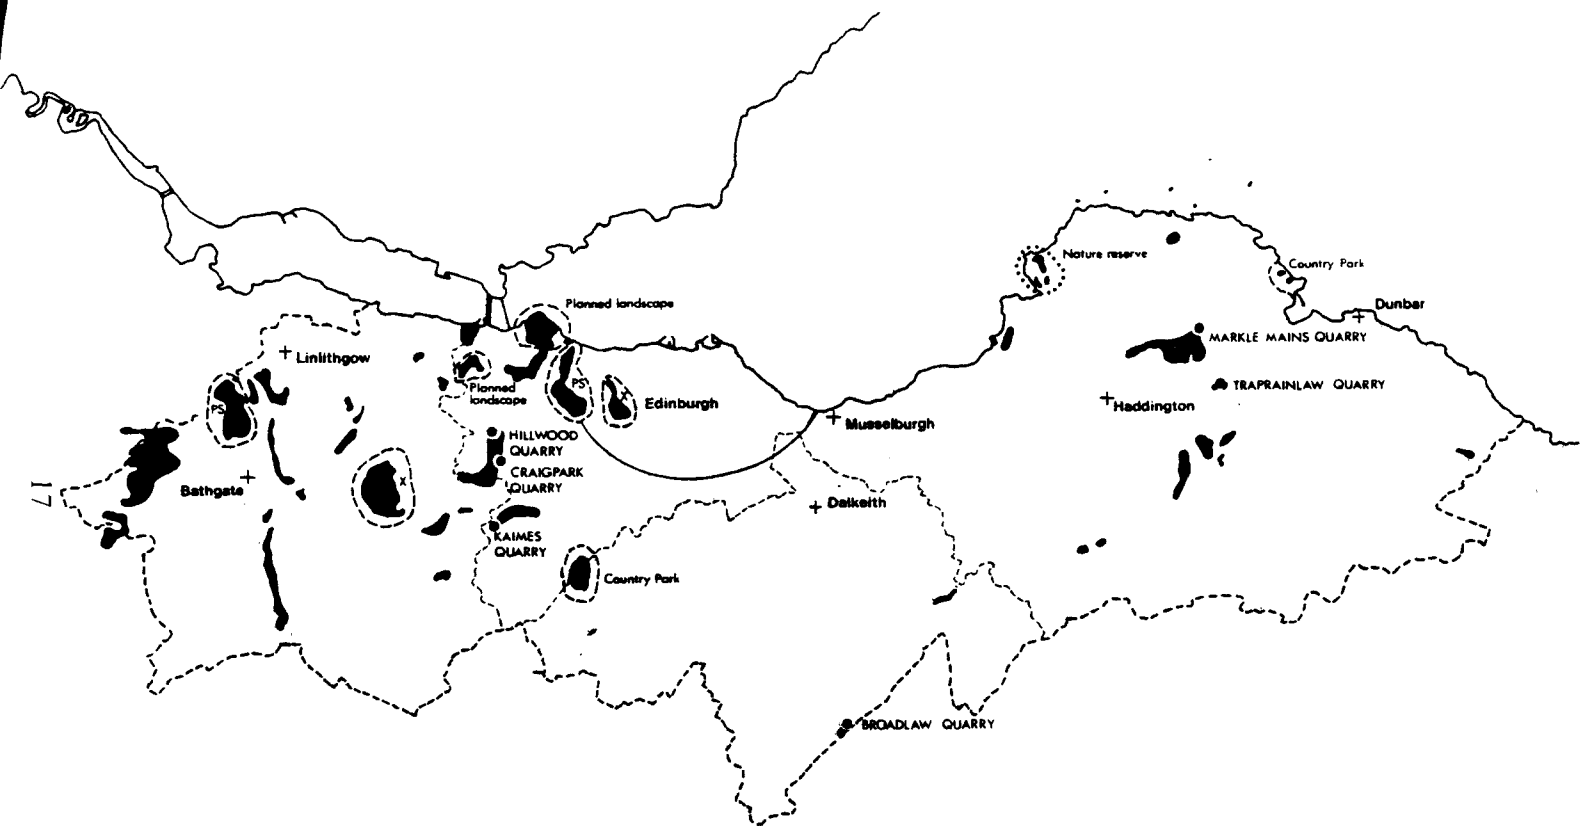 Nature reserve
Country Park
Planned landscape
Dunbar
MARKLE MAINS QUARRY
Linlithgow
TRAPRAINLAW QUARRY
PS
Planned
landscape
PS
X
Edinburgh
Haddington
Musselburgh
HILLWOOD
QUARRY
CRAIGPARK
QUARRY
X
Bathgate
17
Dalkeith
KAIMES
QUARRY
Country Park
BROADLAW QUARRY